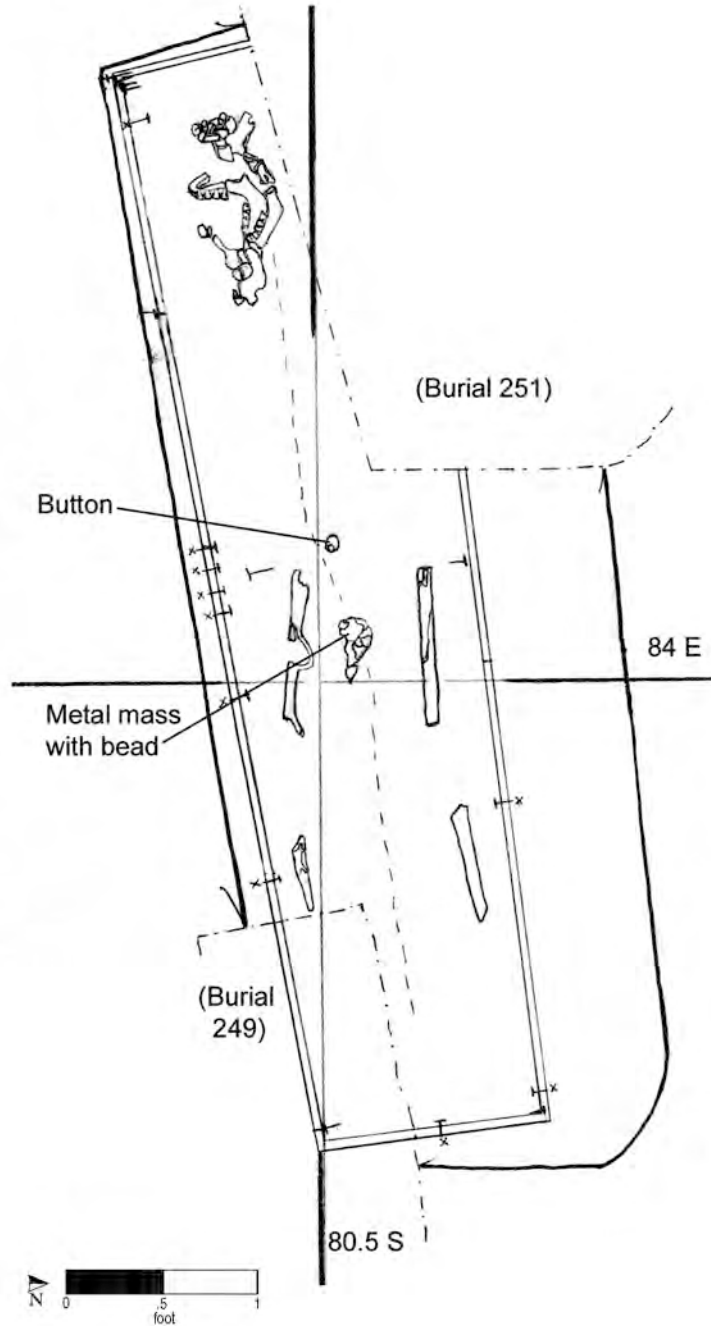 (Burial 251)
Button
84 E
Metal mass
with bead
(Burial
249)
80.5 S
N
0 .5 1
foot